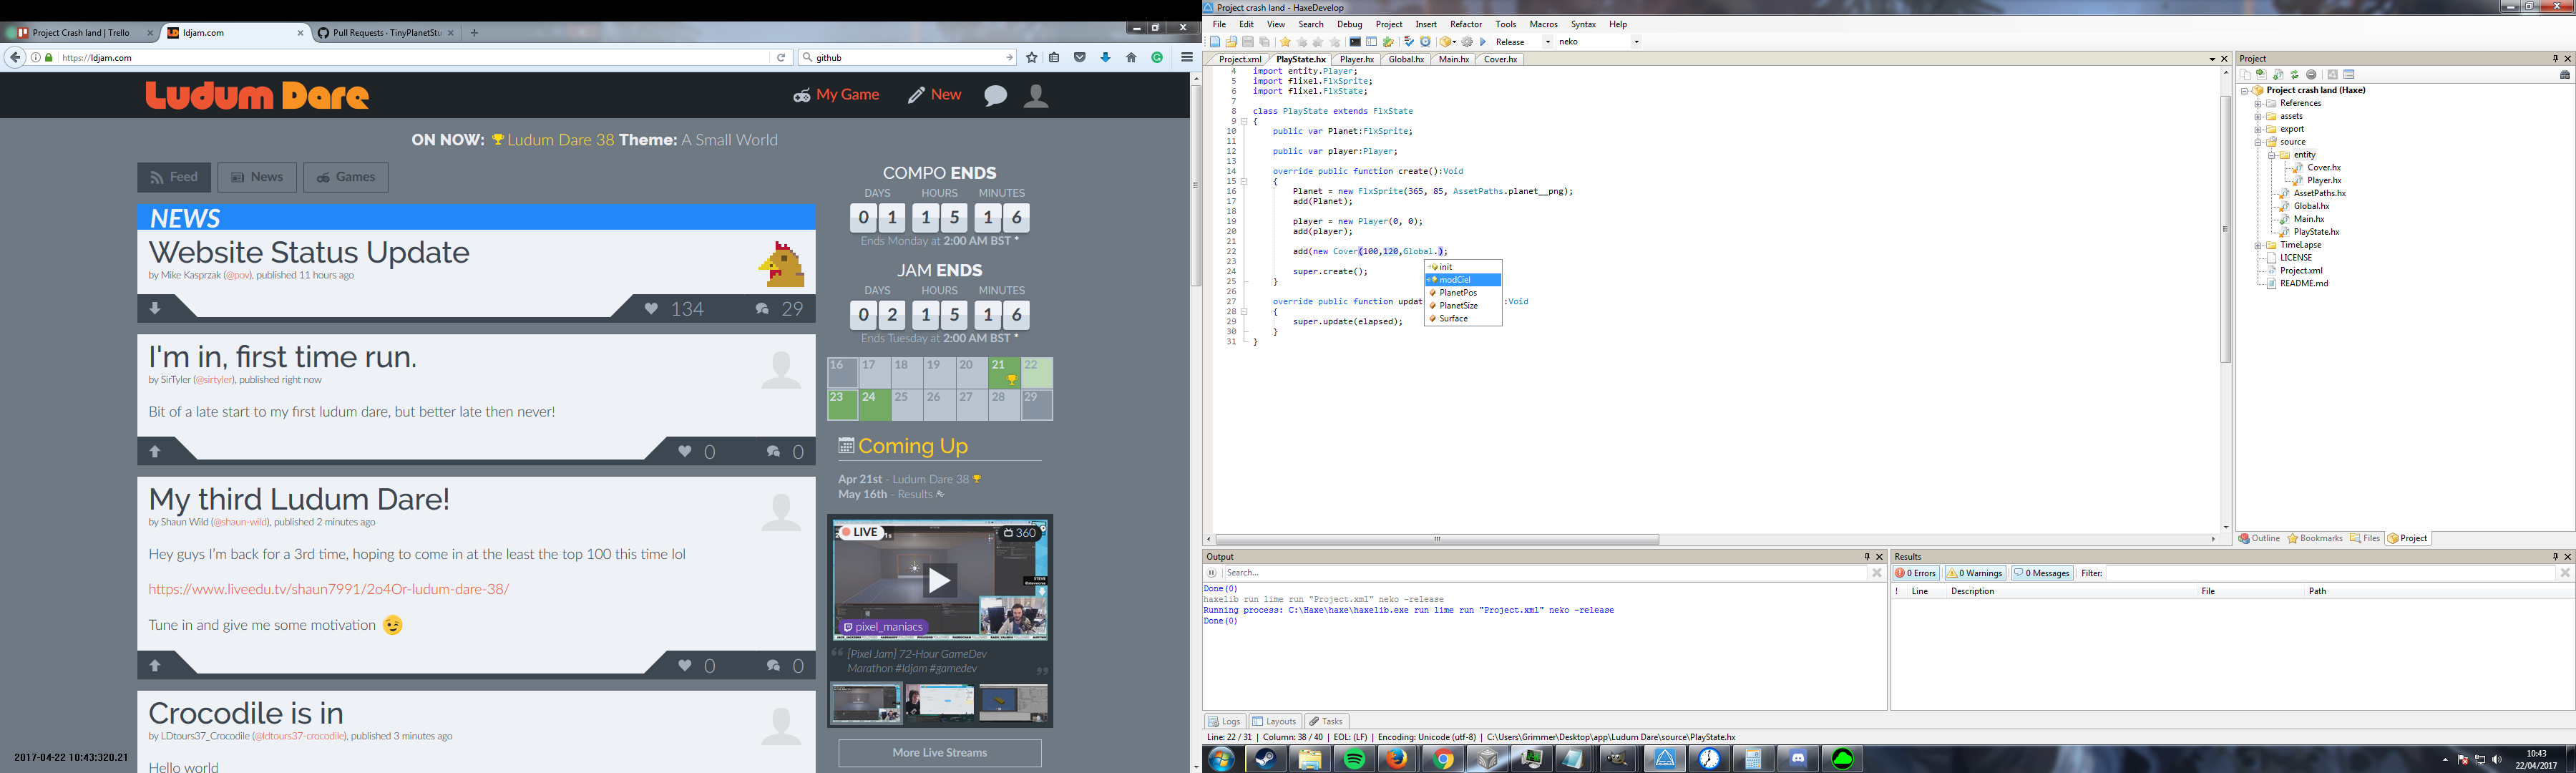 Project Crash land | Trello
ldjam.com
Pull Requests · TinyPlanetStu
https://ldjam.com
github
LuDum DaRe
My Game
New
ON NOW: Ludum Dare 38 Theme: A Small World
Feed
News
Games
NEWS
Website Status Update
by Mike Kasprzak (@pov), published 11 hours ago
134
29
I'm in, first time run.
by SirTyler (@sirtyler), published right now
Bit of a late start to my first ludum dare, but better late then never!
0
0
My third Ludum Dare!
by Shaun Wild (@shaun-wild), published 2 minutes ago
Hey guys I'm back for a 3rd time, hoping to come in at the least the top 100 this time lol
https://www.liveedu.tv/shaun7991/2o4Or-ludum-dare-38/
Tune in and give me some motivation
0
0
Crocodile is in
by LDtours37_Crocodile (@ldtours37-crocodile), published 3 minutes ago
Hello world
2017-04-22 10:43:320.21
COMPO ENDS
DAYS HOURS MINUTES
0 1 1 5 1 6
Ends Monday at 2:00 AM BST *
JAM ENDS
DAYS HOURS MINUTES
0 2 1 5 1 6
Ends Tuesday at 2:00 AM BST *
16 17 18 19 20 21 22
23 24 25 26 27 28 29
Coming Up
Apr 21st - Ludum Dare 38
May 16th - Results
LIVE
360
pixel_maniacs
[Pixel Jam] 72-Hour GameDev
Marathon #ldjam #gamedev
More Live Streams
Project crash land - HaxeDevelop
File Edit View Search Debug Project Insert Refactor Tools Macros Syntax Help
Release
neko
Project.xml PlayState.hx Player.hx Global.hx Main.hx Cover.hx
4 import entity.Player;
5 import flixel.FlxSprite;
6 import flixel.FlxState;
7
8 class PlayState extends FlxState
9 {
10 public var Planet:FlxSprite;
11
12 public var player:Player;
13
14 override public function create():Void
15 {
16 Planet = new FlxSprite(365, 85, AssetPaths.planet__png);
17 add(Planet);
18
19 player = new Player(0, 0);
20 add(player);
21
22 add(new Cover(100,120,Global.);
23
24 super.create();
25 }
26
27 override public function updat :Void
28 {
29 super.update(elapsed);
30 }
31 }
init
modCiel
PlanetPos
PlanetSize
Surface
Project
Project crash land (Haxe)
References
assets
export
source
entity
Cover.hx
Player.hx
AssetPaths.hx
Global.hx
Main.hx
PlayState.hx
TimeLapse
LICENSE
Project.xml
README.md
Outline Bookmarks Files Project
Output
Search...
Done(0)
haxelib run lime run "Project.xml" neko -release
Running process: C:\Haxe\haxe\haxelib.exe run lime run "Project.xml" neko -release
Done(0)
Results
0 Errors 0 Warnings 0 Messages Filter:
! Line Description File Path
Logs Layouts Tasks
Line: 22 / 31 | Column: 38 / 40 | EOL: (LF) | Encoding: Unicode (utf-8) | C:\Users\Grimmer\Desktop\app\Ludum Dare\source\PlayState.hx
10:43
22/04/2017